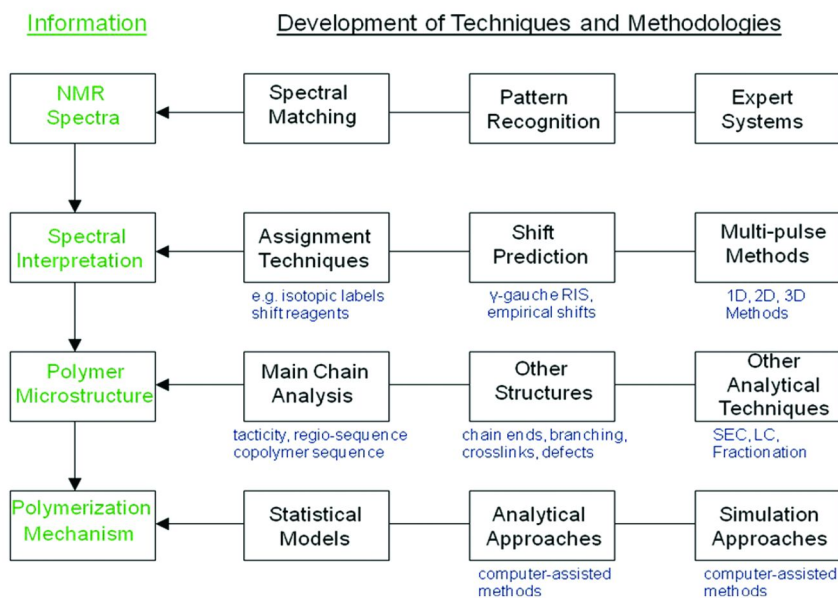 Information
Development of Techniques and Methodologies
NMR
Spectra
Spectral
Matching
Pattern
Recognition
Expert
Systems
Spectral
Interpretation
Assignment
Techniques
Shift
Prediction
Multi-pulse
Methods
e.g. isotopic labels
shift reagents
γ-gauche RIS,
empirical shifts
1D, 2D, 3D
Methods
Polymer
Microstructure
Main Chain
Analysis
Other
Structures
Other
Analytical
Techniques
tacticity, regio-sequence
copolymer sequence
chain ends, branching,
crosslinks, defects
SEC, LC,
Fractionation
Polymerization
Mechanism
Statistical
Models
Analytical
Approaches
Simulation
Approaches
computer-assisted
methods
computer-assisted
methods